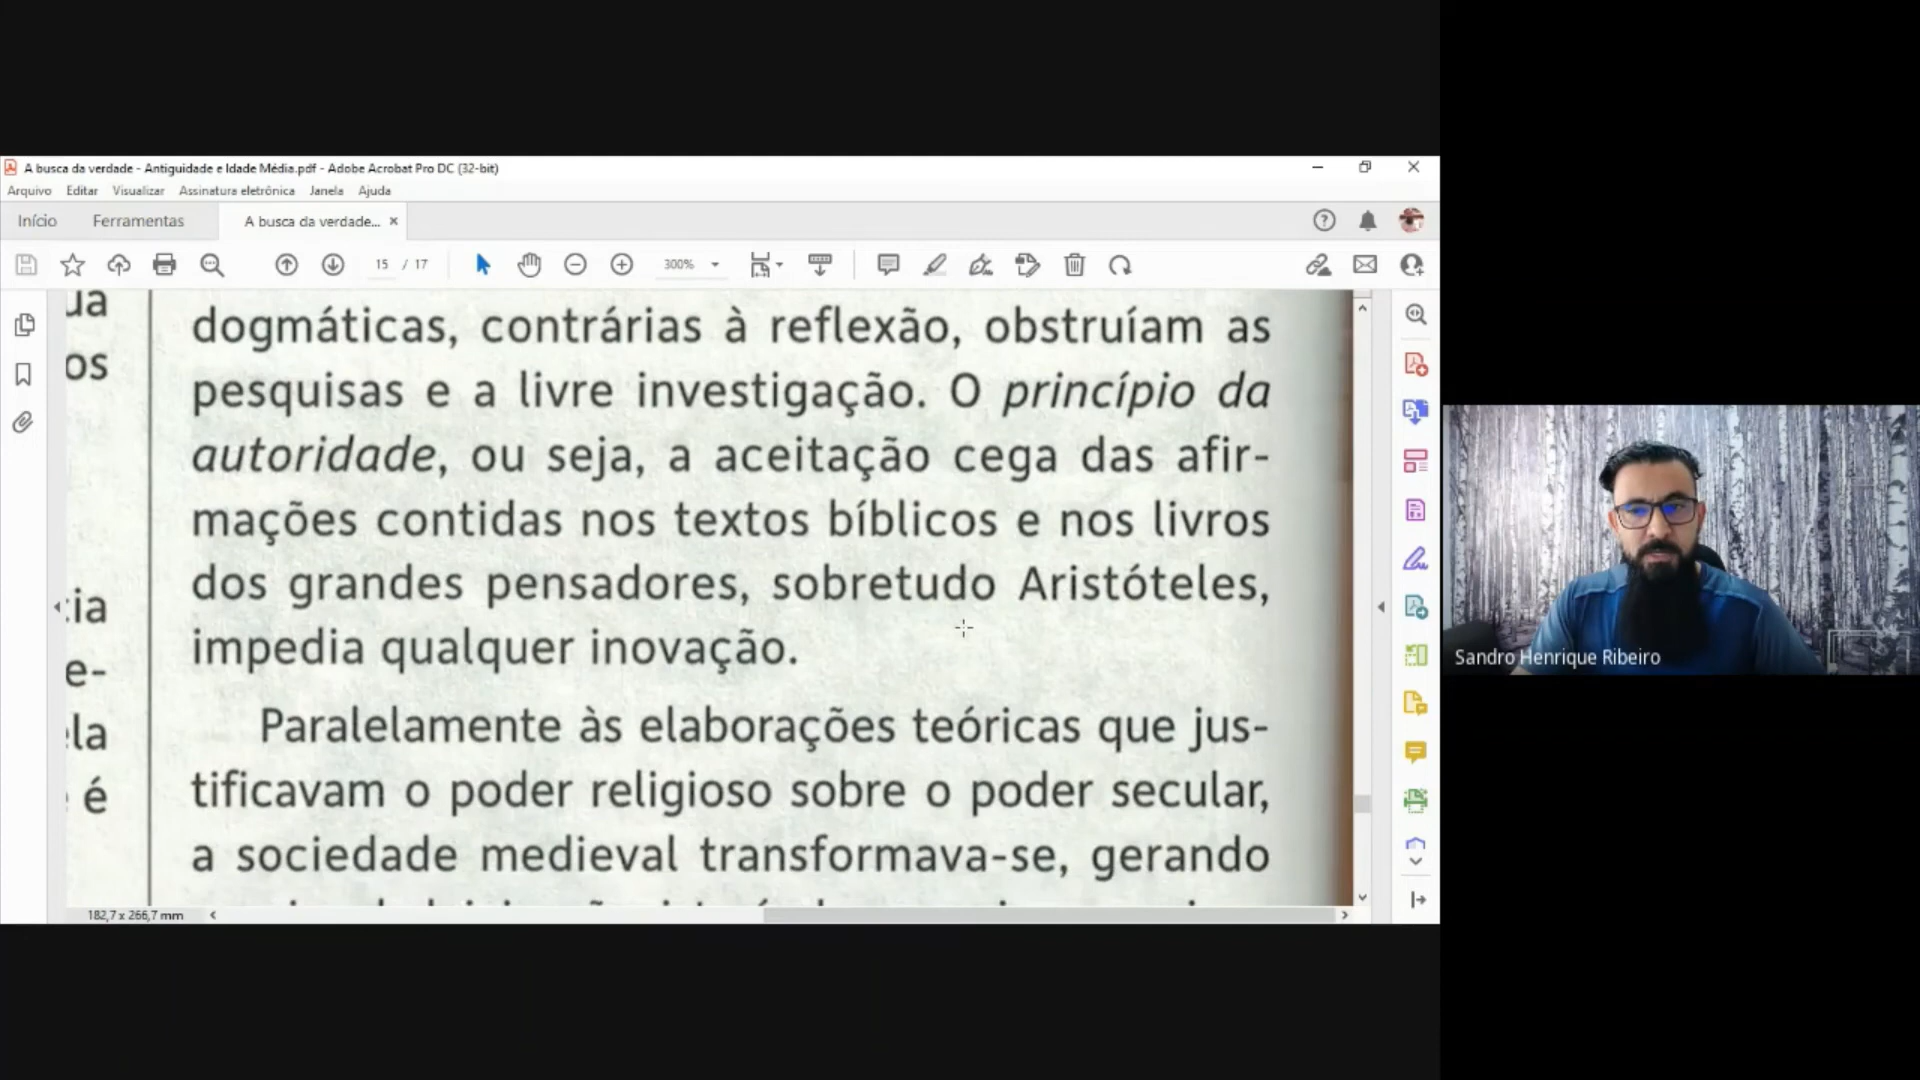 A busca da verdade - Antiguidade e Idade Média.pdf - Adobe Acrobat Pro DC (32-bit)
Arquivo Editar Visualizar Assinatura eletrônica Janela Ajuda
Início Ferramentas A busca da verdade... ×
15 / 17 300%
ua
os
cia
e-
ela
é
dogmáticas, contrárias à reflexão, obstruíam as
pesquisas e a livre investigação. O princípio da
autoridade, ou seja, a aceitação cega das afir-
mações contidas nos textos bíblicos e nos livros
dos grandes pensadores, sobretudo Aristóteles,
impedia qualquer inovação.
Paralelamente às elaborações teóricas que jus-
tificavam o poder religioso sobre o poder secular,
a sociedade medieval transformava-se, gerando
182,7 x 266,7 mm
Sandro Henrique Ribeiro